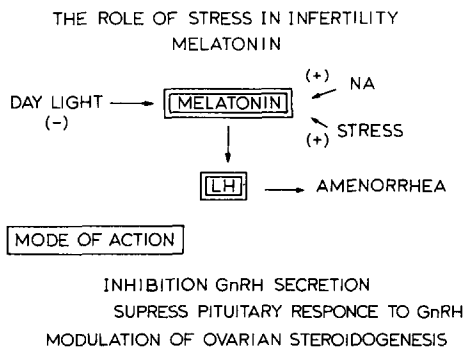 THE ROLE OF STRESS IN INFERTILITY
MELATONIN
(+) NA
DAY LIGHT MELATONIN
(-)
(+) STRESS
LH AMENORRHEA
MODE OF ACTION
INHIBITION GnRH SECRETION
SUPRESS PITUITARY RESPONCE TO GnRH
MODULATION OF OVARIAN STEROIDOGENESIS